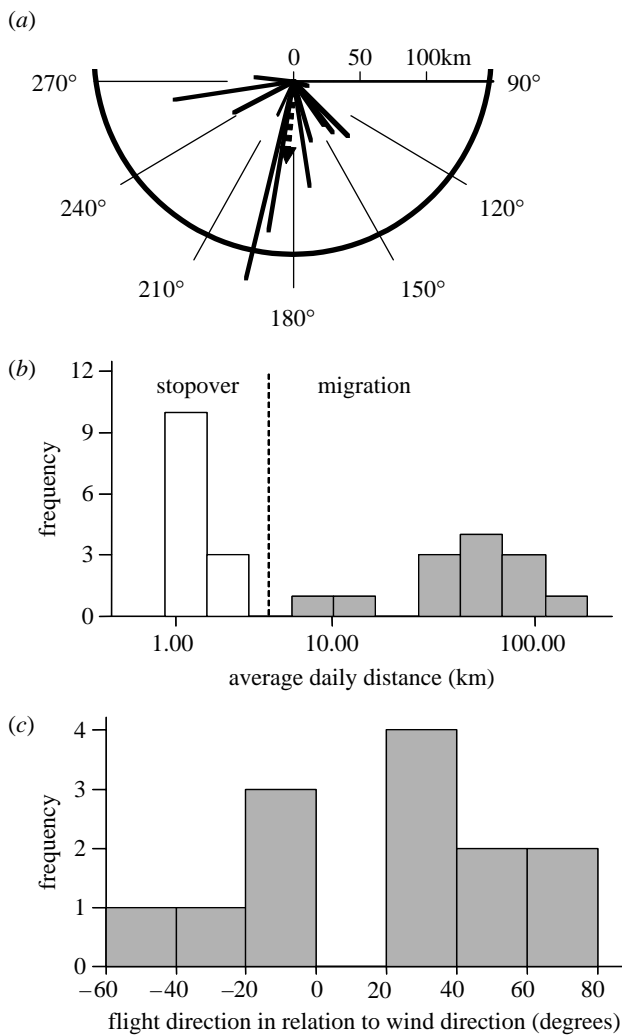 (a)
0 50 100km
270° 90°
240° 120°
210° 150°
180°
(b)
12
stopover migration
9
frequency
6
3
0
1.00 10.00 100.00
average daily distance (km)
(c)
4
3
frequency
2
1
0
−60 −40 −20 0 20 40 60 80
flight direction in relation to wind direction (degrees)